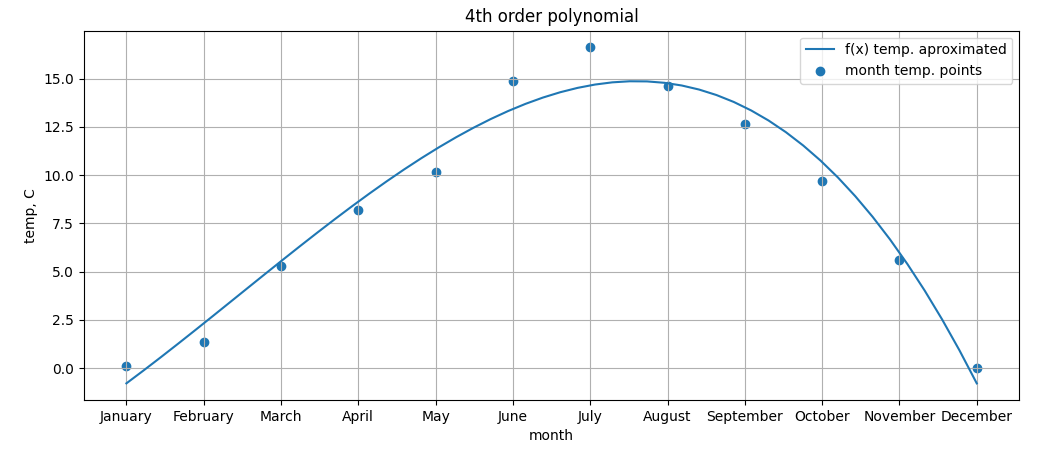 4th order polynomial
f(x) temp. aproximated
month temp. points
temp, C
15.0
12.5
10.0
7.5
5.0
2.5
0.0
January February March April May June July August September October November December
month